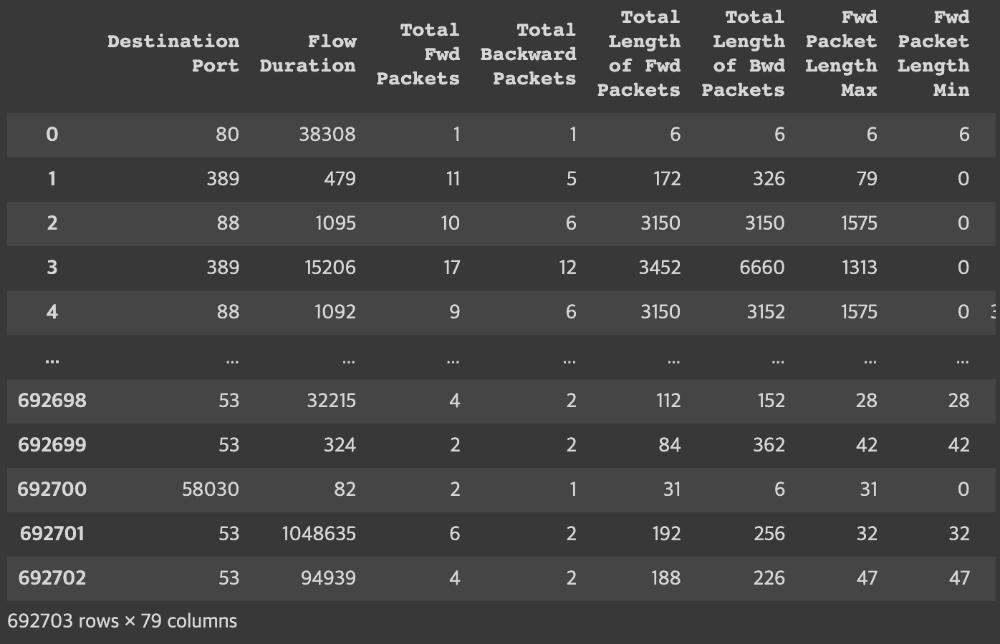 Destination Port Flow Duration Total Fwd Packets Total Backward Packets Total Length of Fwd Packets Total Length of Bwd Packets Fwd Packet Length Max Fwd Packet Length Min
0 80 38308 1 1 6 6 6 6
1 389 479 11 5 172 326 79 0
2 88 1095 10 6 3150 3150 1575 0
3 389 15206 17 12 3452 6660 1313 0
4 88 1092 9 6 3150 3152 1575 0
... ... ... ... ... ... ... ... ...
692698 53 32215 4 2 112 152 28 28
692699 53 324 2 2 84 362 42 42
692700 58030 82 2 1 31 6 31 0
692701 53 1048635 6 2 192 256 32 32
692702 53 94939 4 2 188 226 47 47
692703 rows × 79 columns